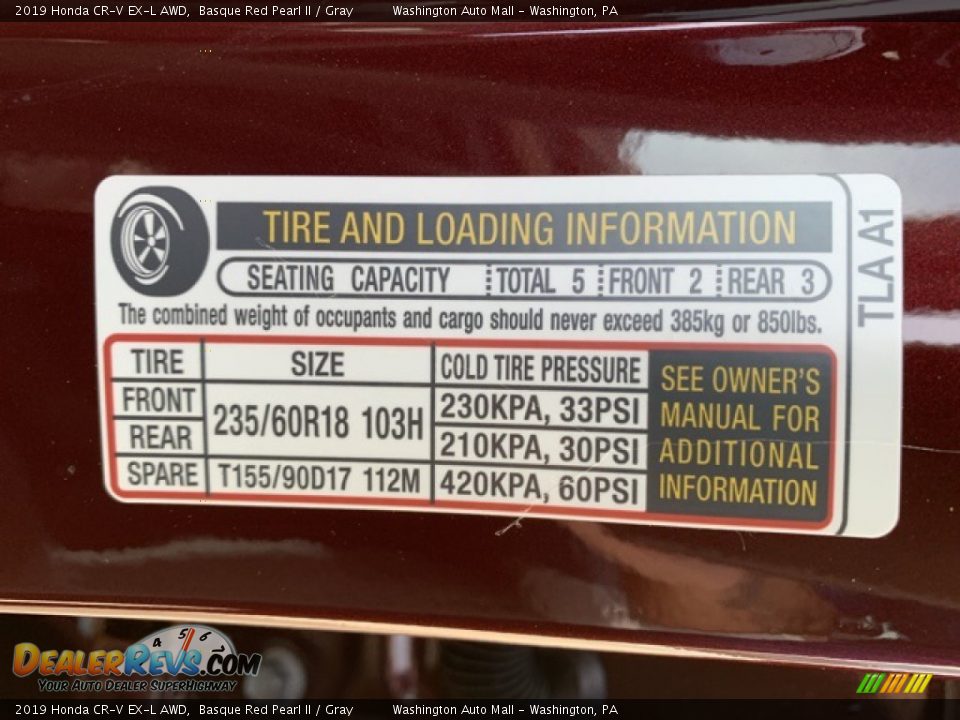 2019 Honda CR-V EX-L AWD, Basque Red Pearl II / Gray Washington Auto Mall - Washington, PA
TIRE AND LOADING INFORMATION
SEATING CAPACITY TOTAL 5 FRONT 2 REAR 3
The combined weight of occupants and cargo should never exceed 385kg or 850lbs.
TLA A1
TIRE SIZE COLD TIRE PRESSURE
FRONT 235/60R18 103H 230KPA, 33PSI
REAR 210KPA, 30PSI
SPARE T155/90D17 112M 420KPA, 60PSI
SEE OWNER'S
MANUAL FOR
ADDITIONAL
INFORMATION
4 5 6
DEALERREVS.COM
YOUR AUTO DEALER SUPERHIGHWAY
2019 Honda CR-V EX-L AWD, Basque Red Pearl II / Gray Washington Auto Mall - Washington, PA